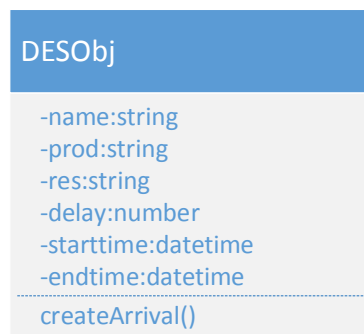 DESObj
-name:string
-prod:string
-res:string
-delay:number
-starttime:datetime
-endtime:datetime
createArrival()